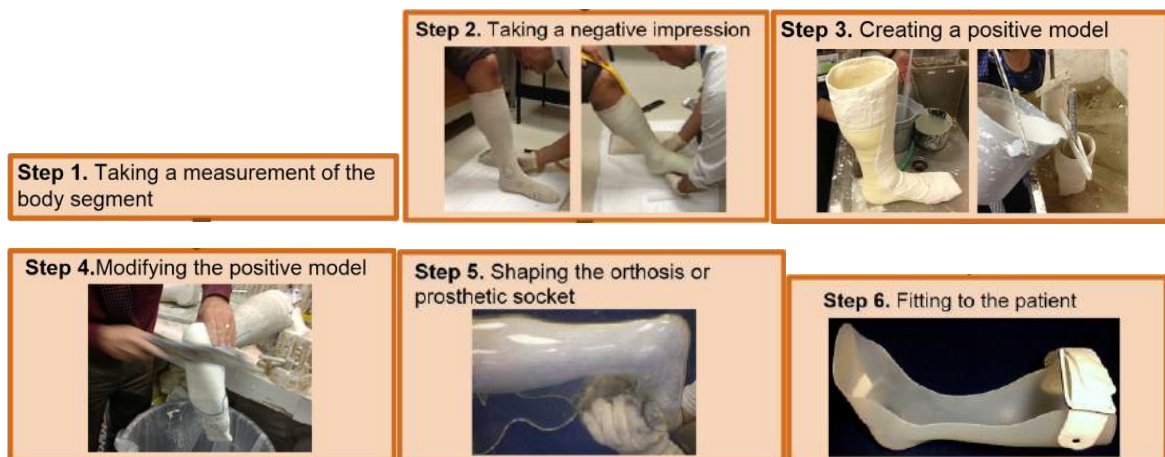 Step 1. Taking a measurement of the
body segment
Step 2. Taking a negative impression
Step 3. Creating a positive model
Step 4.Modifying the positive model
Step 5. Shaping the orthosis or
prosthetic socket
Step 6. Fitting to the patient